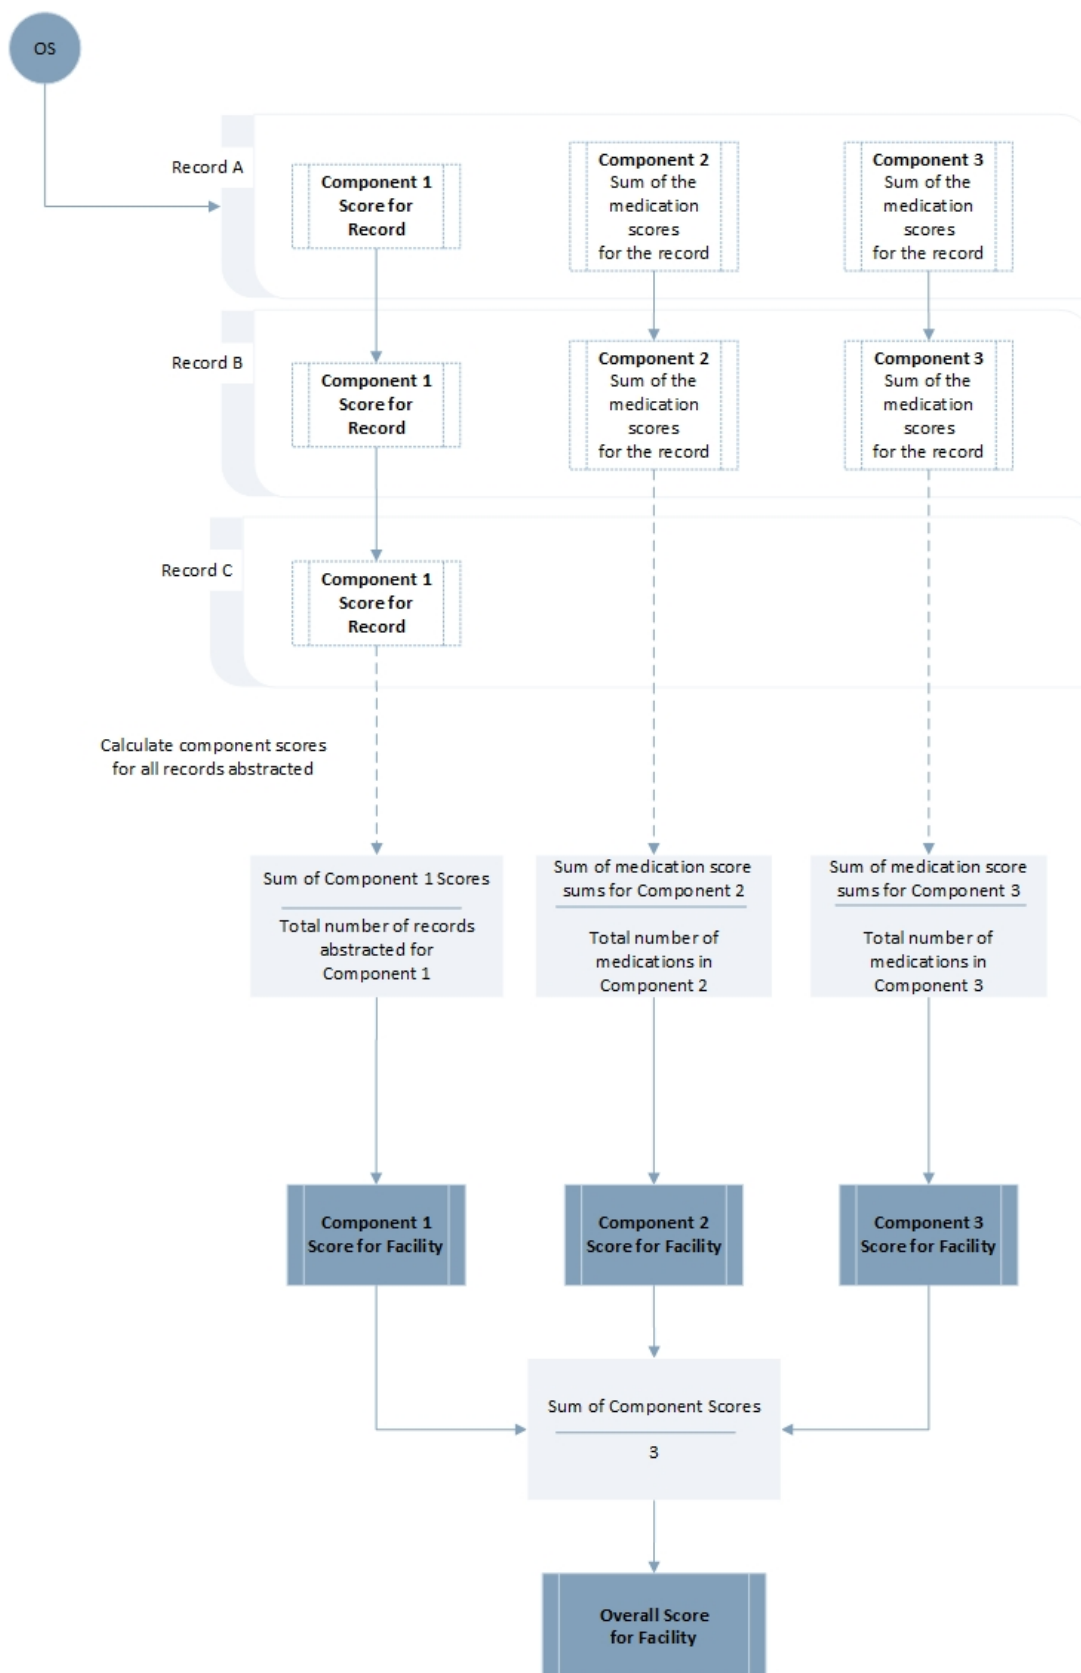 OS
Record A
Component 1
Score for
Record
Component 2
Sum of the
medication
scores
for the record
Component 3
Sum of the
medication
scores
for the record
Record B
Component 1
Score for
Record
Component 2
Sum of the
medication
scores
for the record
Component 3
Sum of the
medication
scores
for the record
Record C
Component 1
Score for
Record
Calculate component scores
for all records abstracted
Sum of Component 1 Scores
Total number of records
abstracted for
Component 1
Sum of medication score
sums for Component 2
Total number of
medications in
Component 2
Sum of medication score
sums for Component 3
Total number of
medications in
Component 3
Component 1
Score for Facility
Component 2
Score for Facility
Component 3
Score for Facility
Sum of Component Scores
3
Overall Score
for Facility